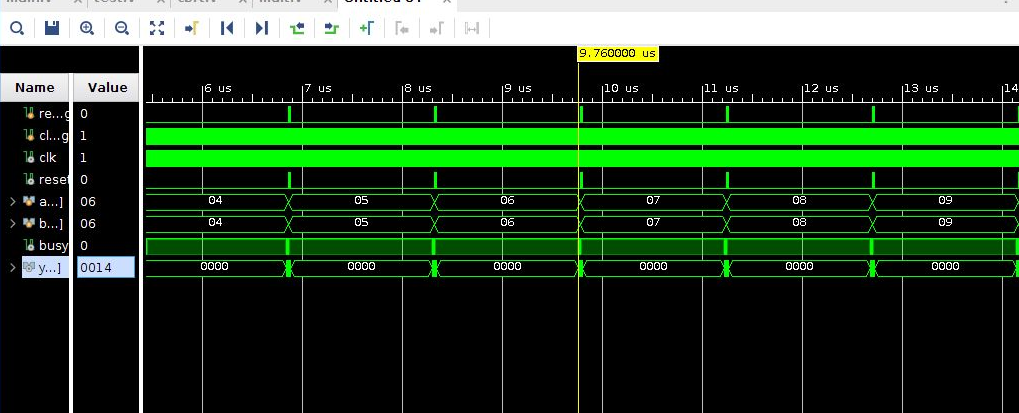 Untitled 34
9.760000 us
Name Value 6 us 7 us 8 us 9 us 10 us 11 us 12 us 13 us 14
re...g 0
cl...g 1
clk 1
reset 0
a...] 06 04 05 06 07 08 09
b...] 06 04 05 06 07 08 09
busy 0
y...] 0014 0000 0000 0000 0000 0000 0000